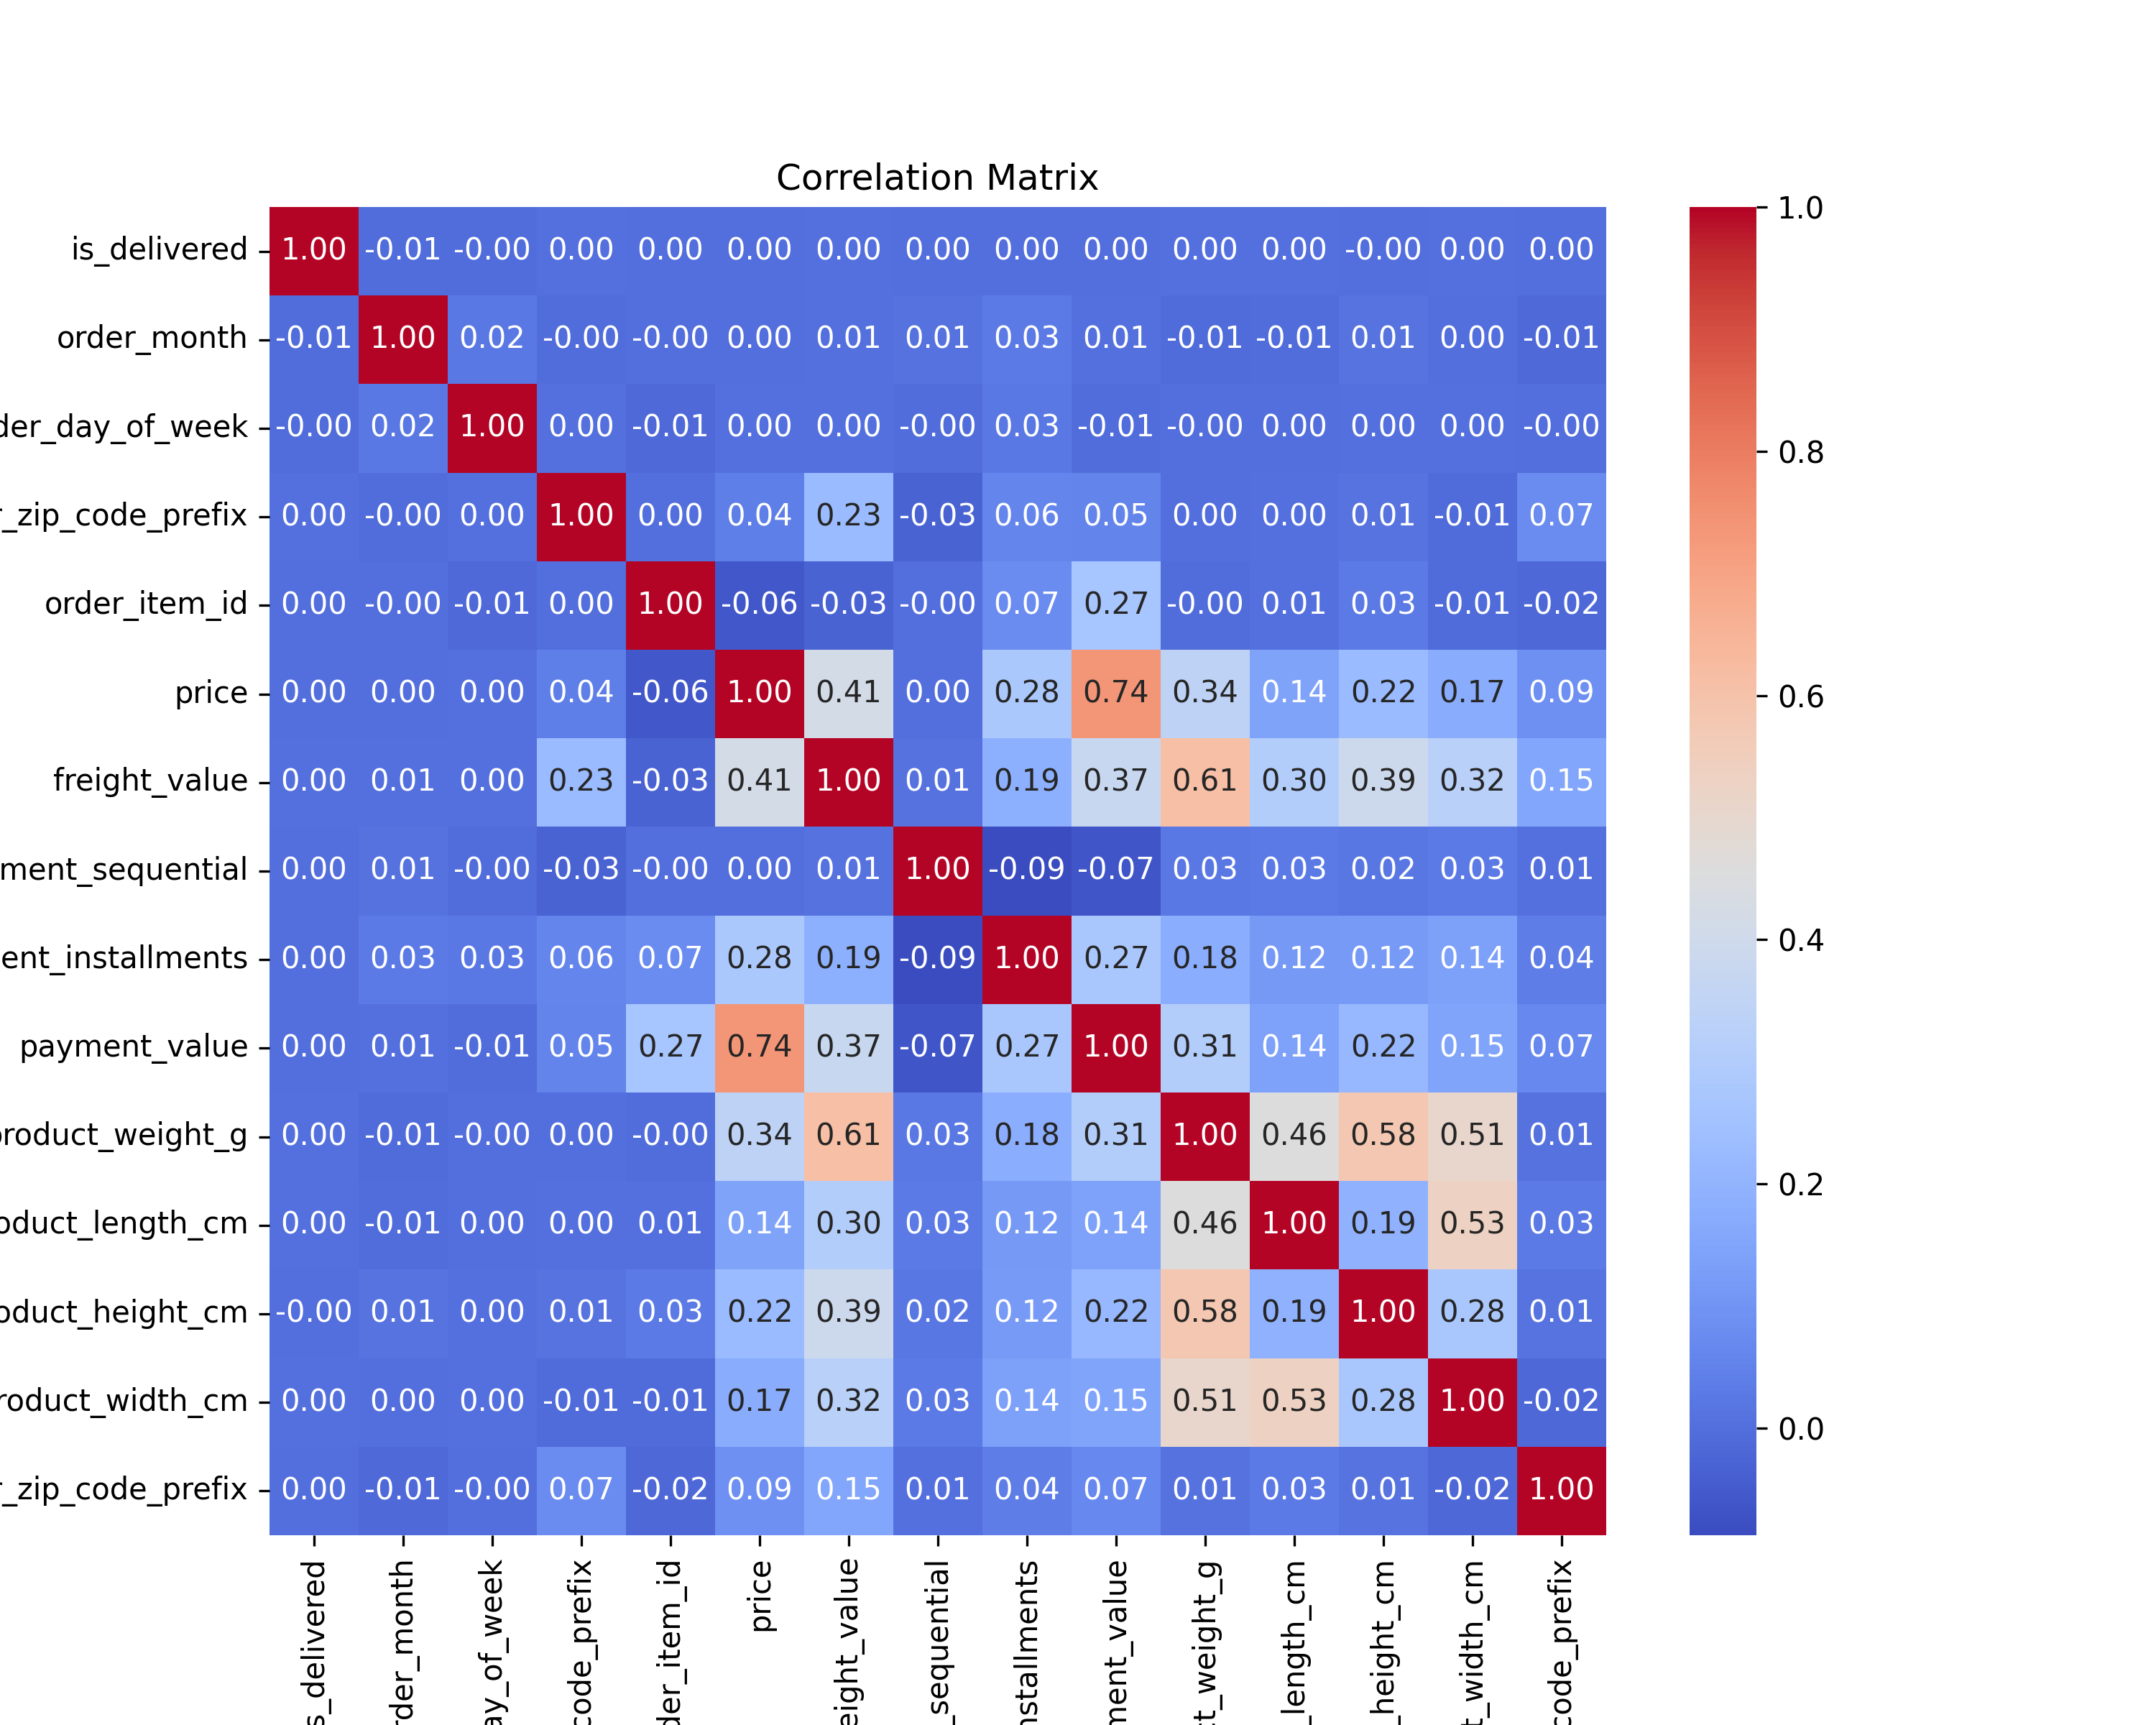 Correlation Matrix
is_delivered 1.00 -0.01 -0.00 0.00 0.00 0.00 0.00 0.00 0.00 0.00 0.00 0.00 -0.00 0.00 0.00
order_month -0.01 1.00 0.02 -0.00 -0.00 0.00 0.01 0.01 0.03 0.01 -0.01 -0.01 0.01 0.00 -0.01
der_day_of_week -0.00 0.02 1.00 0.00 -0.01 0.00 0.00 -0.00 0.03 -0.01 -0.00 0.00 0.00 0.00 -0.00
r_zip_code_prefix 0.00 -0.00 0.00 1.00 0.00 0.04 0.23 -0.03 0.06 0.05 0.00 0.00 0.01 -0.01 0.07
order_item_id 0.00 -0.00 -0.01 0.00 1.00 -0.06 -0.03 -0.00 0.07 0.27 -0.00 0.01 0.03 -0.01 -0.02
price 0.00 0.00 0.00 0.04 -0.06 1.00 0.41 0.00 0.28 0.74 0.34 0.14 0.22 0.17 0.09
freight_value 0.00 0.01 0.00 0.23 -0.03 0.41 1.00 0.01 0.19 0.37 0.61 0.30 0.39 0.32 0.15
ment_sequential 0.00 0.01 -0.00 -0.03 -0.00 0.00 0.01 1.00 -0.09 -0.07 0.03 0.03 0.02 0.03 0.01
ent_installments 0.00 0.03 0.03 0.06 0.07 0.28 0.19 -0.09 1.00 0.27 0.18 0.12 0.12 0.14 0.04
payment_value 0.00 0.01 -0.01 0.05 0.27 0.74 0.37 -0.07 0.27 1.00 0.31 0.14 0.22 0.15 0.07
product_weight_g 0.00 -0.01 -0.00 0.00 -0.00 0.34 0.61 0.03 0.18 0.31 1.00 0.46 0.58 0.51 0.01
oduct_length_cm 0.00 -0.01 0.00 0.00 0.01 0.14 0.30 0.03 0.12 0.14 0.46 1.00 0.19 0.53 0.03
oduct_height_cm -0.00 0.01 0.00 0.01 0.03 0.22 0.39 0.02 0.12 0.22 0.58 0.19 1.00 0.28 0.01
roduct_width_cm 0.00 0.00 0.00 -0.01 -0.01 0.17 0.32 0.03 0.14 0.15 0.51 0.53 0.28 1.00 -0.02
r_zip_code_prefix 0.00 -0.01 -0.00 0.07 -0.02 0.09 0.15 0.01 0.04 0.07 0.01 0.03 0.01 -0.02 1.00
s_delivered
rder_month
ay_of_week
code_prefix
der_item_id
price
eight_value
_sequential
nstallments
ment_value
ct_weight_g
_length_cm
_height_cm
t_width_cm
code_prefix
1.0
0.8
0.6
0.4
0.2
0.0